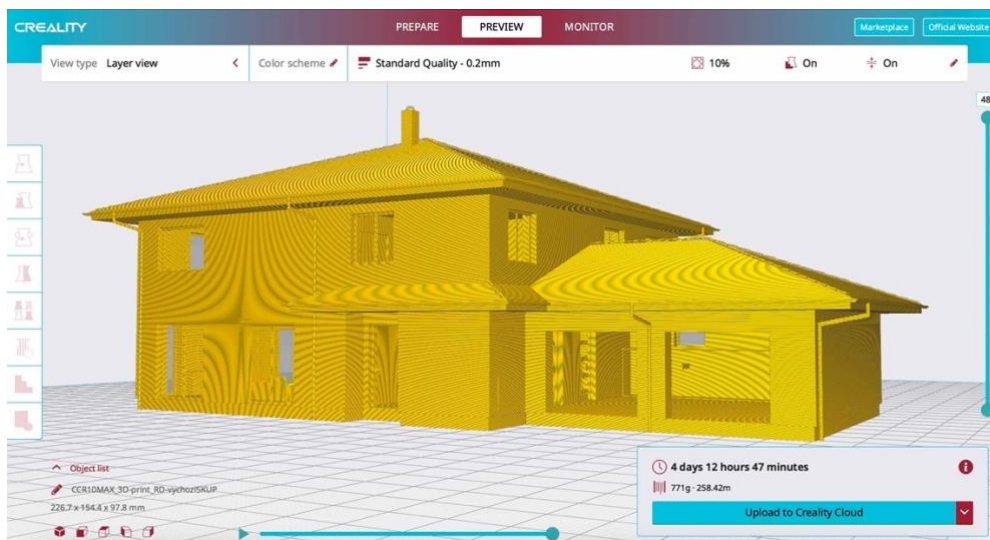 CREALITY
PREPARE PREVIEW MONITOR
Marketplace Official Website
View type Layer view Color scheme Standard Quality - 0.2mm 10% On On
48
Object list
CCR10MAX_3D-print_RD-vychoziSKUP
226.7 x 154.4 x 97.8 mm
4 days 12 hours 47 minutes
771g · 258.42m
Upload to Creality Cloud